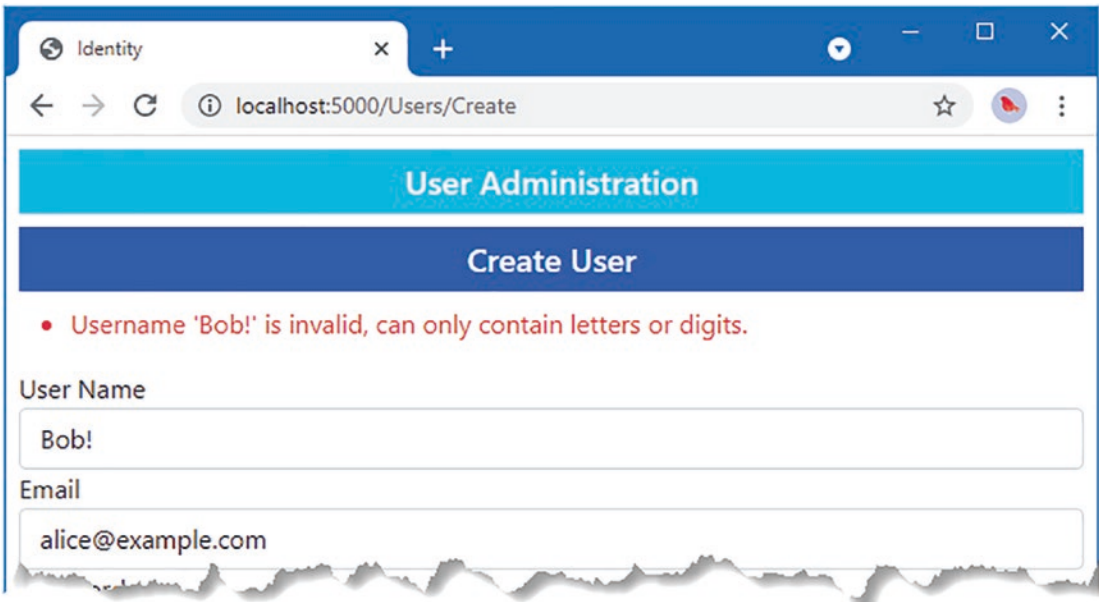 Identity
localhost:5000/Users/Create
User Administration
Create User
• Username 'Bob!' is invalid, can only contain letters or digits.
User Name
Bob!
Email
alice@example.com